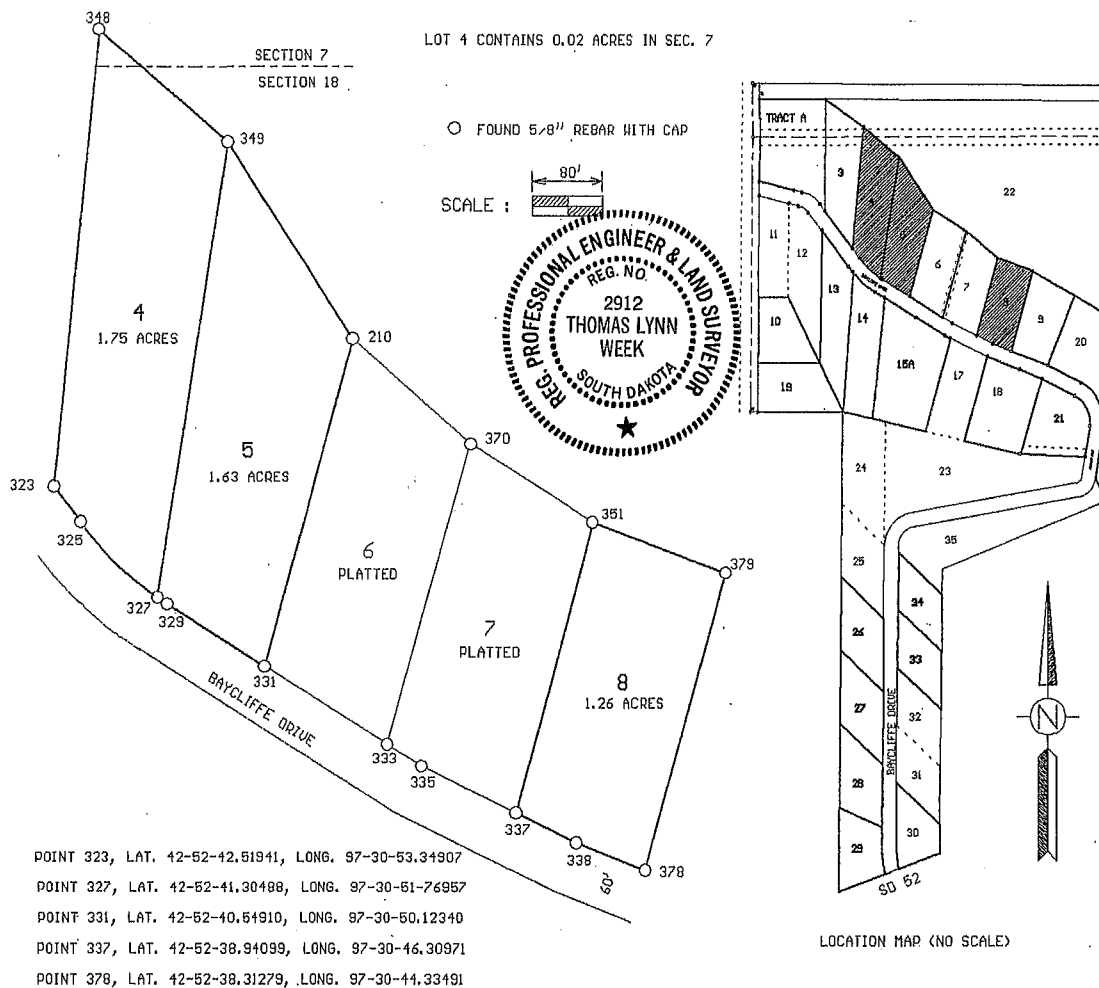 348
LOT 4 CONTAINS 0.02 ACRES IN SEC. 7
SECTION 7
SECTION 18
349
FOUND 5/8" REBAR WITH CAP
80'
SCALE :
REG. PROFESSIONAL ENGINEER & LAND SURVEYOR
REG. NO.
2912
THOMAS LYNN
WEEK
SOUTH DAKOTA
4
1.75 ACRES
210
5
1.63 ACRES
370
323
325
351
6
PLATTED
379
327
329
7
PLATTED
331
8
1.26 ACRES
BAYCLIFFE DRIVE
333
335
337
338
378
60'
POINT 323, LAT. 42-52-42.51941, LONG. 97-30-53.34907
POINT 327, LAT. 42-52-41.30488, LONG. 97-30-51-76957
POINT 331, LAT. 42-52-40.54910, LONG. 97-30-50.12340
POINT 337, LAT. 42-52-38.94099, LONG. 97-30-46.30971
POINT 378, LAT. 42-52-38.31279, LONG. 97-30-44.33491
TRACT A
3
22
11
12
6
7
9
20
13
14
10
15A
17
18
19
21
24
23
35
25
34
26
33
27
32
BAYCLIFFE DRIVE
31
28
30
29
SD 52
N
LOCATION MAP (NO SCALE)